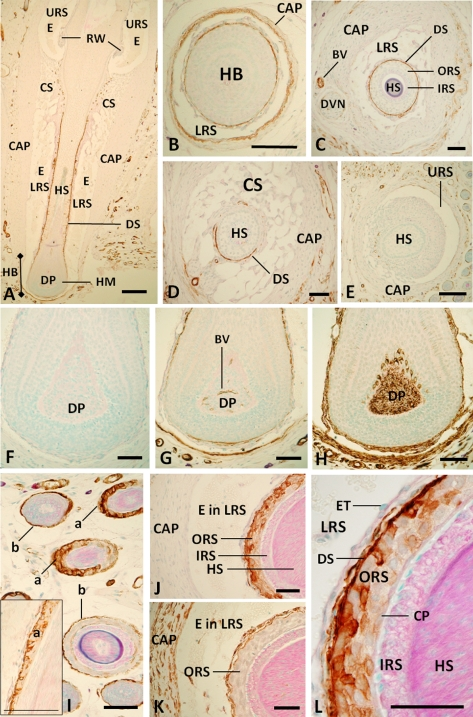 URS
URS
E
E
RW
CS
CS
CAP
CAP
E
E
LRS
HS
LRS
DS
HB
DP
HM
A
CAP
HB
LRS
B
CAP
DS
LRS
BV
ORS
HS
IRS
DVN
C
CS
HS
CAP
DS
D
URS
HS
CAP
E
DP
F
BV
DP
G
DP
H
a
b
a
b
a
I
CAP
E in LRS
ORS
IRS
HS
J
E in LRS
CAP
ORS
K
ET
LRS
DS
ORS
CP
IRS
HS
L